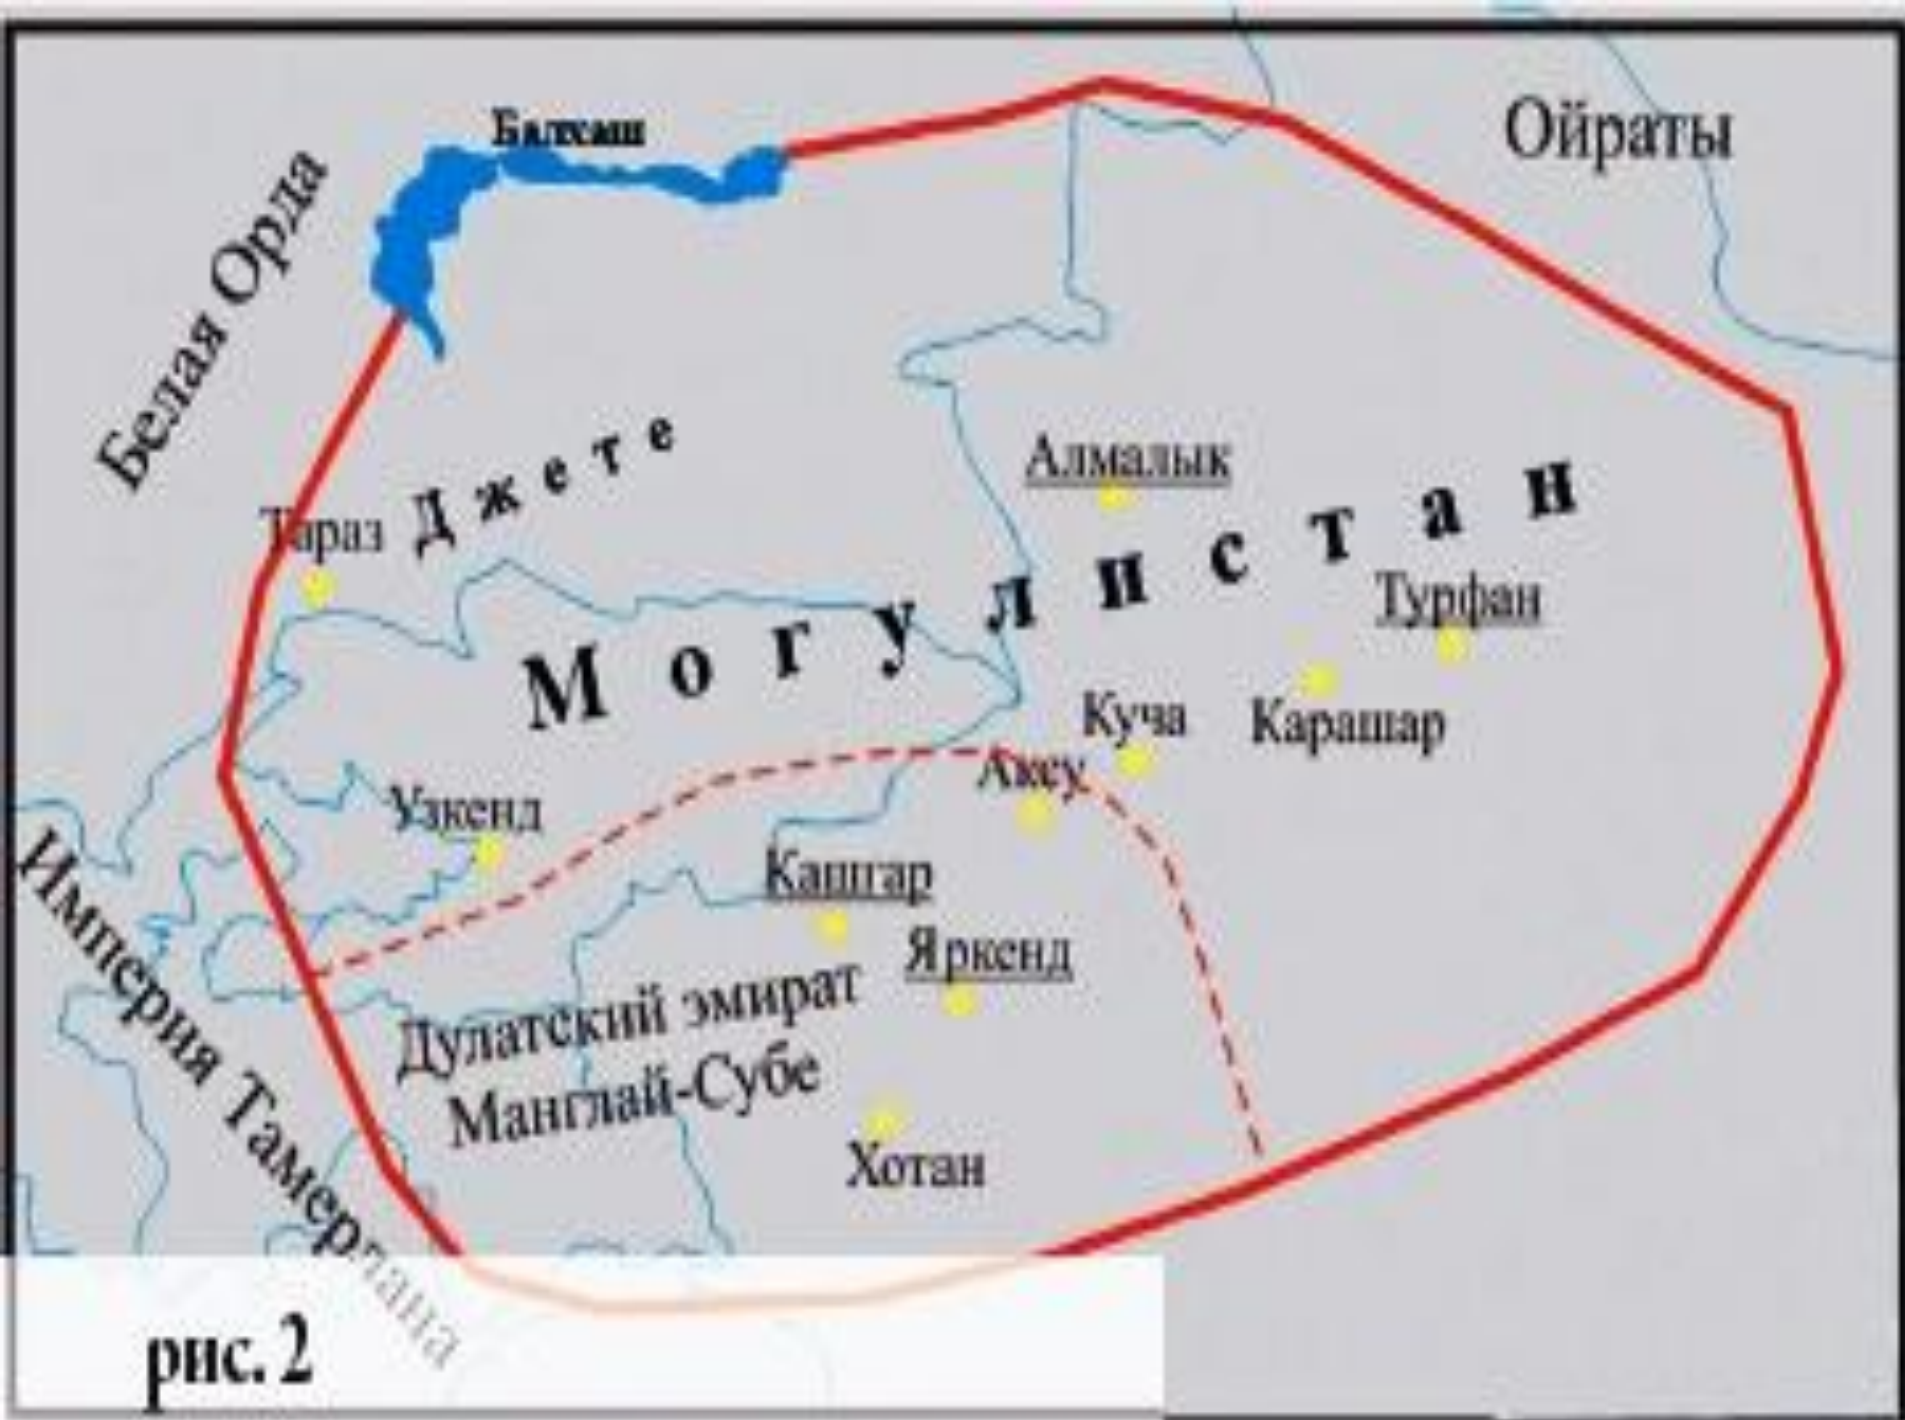 Балхаш
Ойраты
Белая Орда
Тараз
Джете
Алмалык
Могулистан
Турфан
Куча
Карашар
Аксу
Узкенд
Кашгар
Яркенд
Дулатский эмират
Манглай-Субе
Хотан
Империя Тамерлана
рис. 2